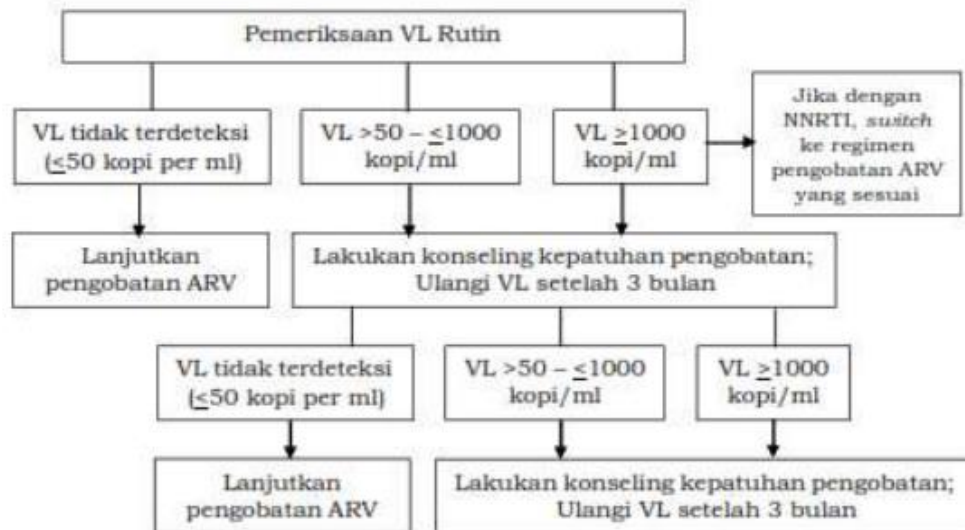 Pemeriksaan VL Rutin
VL tidak terdeteksi
(≤50 kopi per ml)
VL >50 – ≤1000
kopi/ml
VL ≥1000
kopi/ml
Jika dengan
NNRTI, switch
ke regimen
pengobatan ARV
yang sesuai
Lanjutkan
pengobatan ARV
Lakukan konseling kepatuhan pengobatan;
Ulangi VL setelah 3 bulan
VL tidak terdeteksi
(≤50 kopi per ml)
VL >50 – ≤1000
kopi/ml
VL ≥1000
kopi/ml
Lanjutkan
pengobatan ARV
Lakukan konseling kepatuhan pengobatan;
Ulangi VL setelah 3 bulan